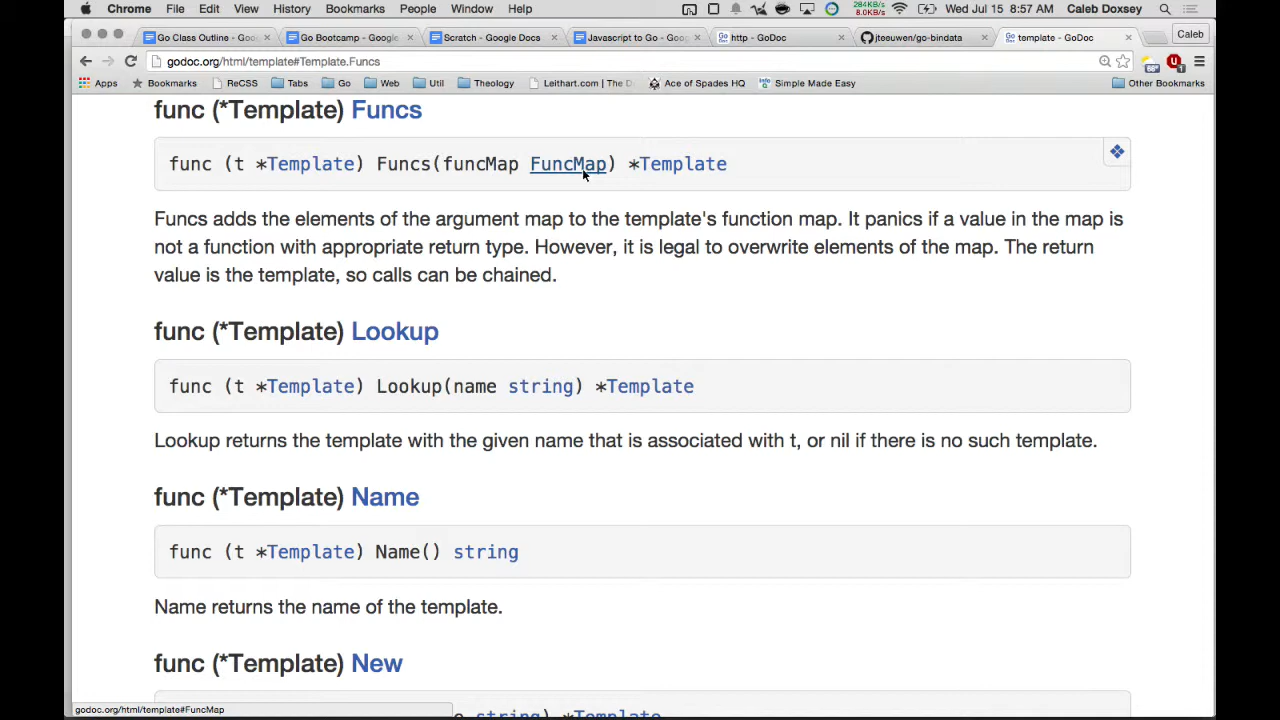 Chrome File Edit View History Bookmarks People Window Help 284KB/s 8.0KB/s Wed Jul 15 8:57 AM Caleb Doxsey
Go Class Outline - Goo Go Bootcamp - Google Scratch - Google Docs Javascript to Go - Goog http - GoDoc jteeuwen/go-bindata template - GoDoc Caleb
godoc.org/html/template#Template.Funcs
Apps Bookmarks ReCSS Tabs Go Web Util Theology Leithart.com | The D Ace of Spades HQ Simple Made Easy Other Bookmarks
func (*Template) Funcs
func (t *Template) Funcs(funcMap FuncMap) *Template
Funcs adds the elements of the argument map to the template's function map. It panics if a value in the map is
not a function with appropriate return type. However, it is legal to overwrite elements of the map. The return
value is the template, so calls can be chained.
func (*Template) Lookup
func (t *Template) Lookup(name string) *Template
Lookup returns the template with the given name that is associated with t, or nil if there is no such template.
func (*Template) Name
func (t *Template) Name() string
Name returns the name of the template.
func (*Template) New
godoc.org/html/template#FuncMap
e string) *Template